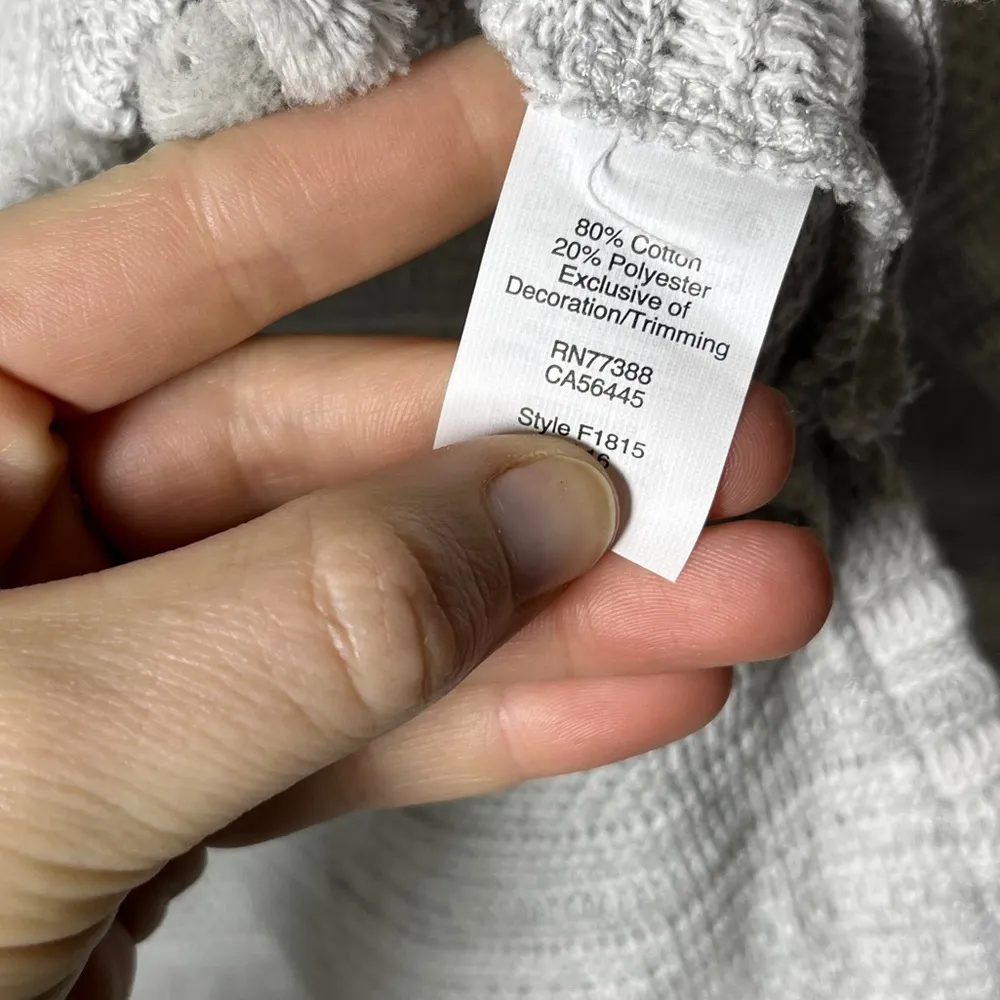 80% Cotton
20% Polyester
Exclusive of
Decoration/Trimming
RN77388
CA56445
Style F1815